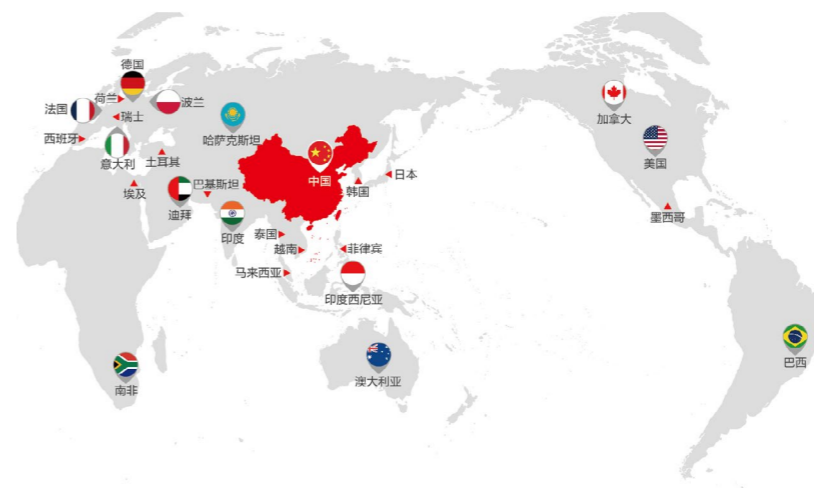 德国
荷兰
波兰
法国
瑞士
西班牙
意大利
土耳其
哈萨克斯坦
埃及
迪拜
巴基斯坦
印度
中国
韩国
日本
泰国
越南
菲律宾
马来西亚
印度西尼亚
澳大利亚
南非
加拿大
美国
墨西哥
巴西